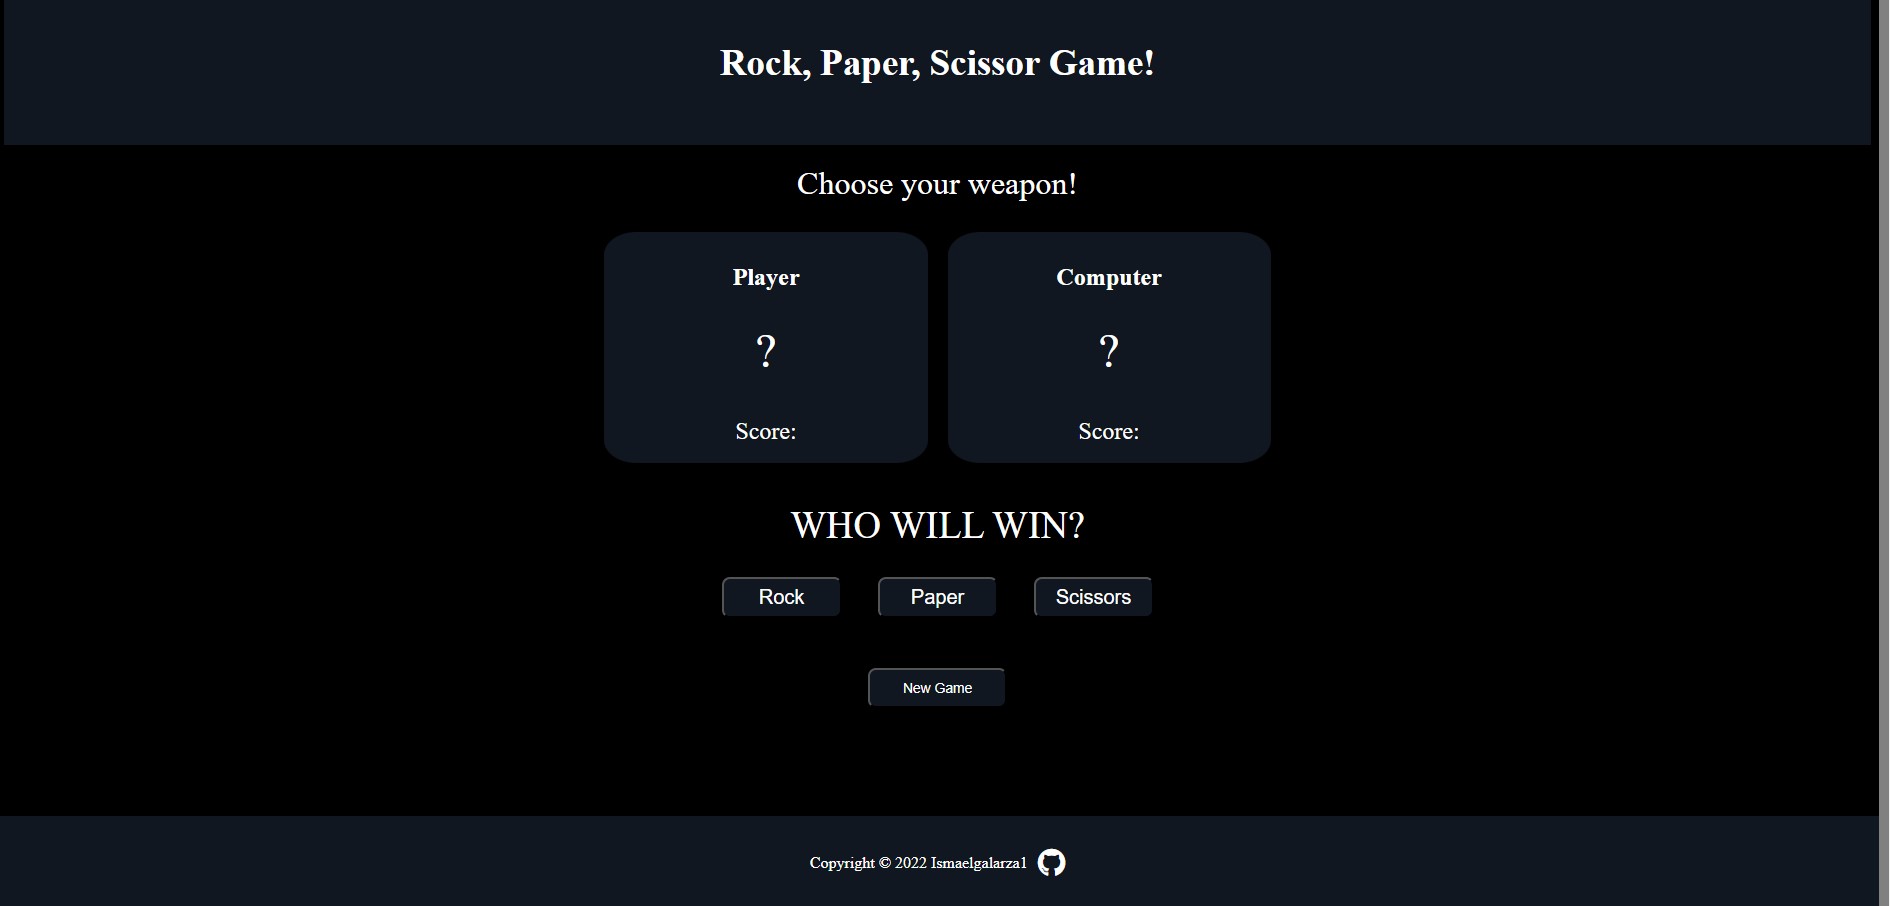 Rock, Paper, Scissor Game!
Choose your weapon!
Player
?
Score:
Computer
?
Score:
WHO WILL WIN?
Rock
Paper
Scissors
New Game
Copyright © 2022 Ismaelgalarza1